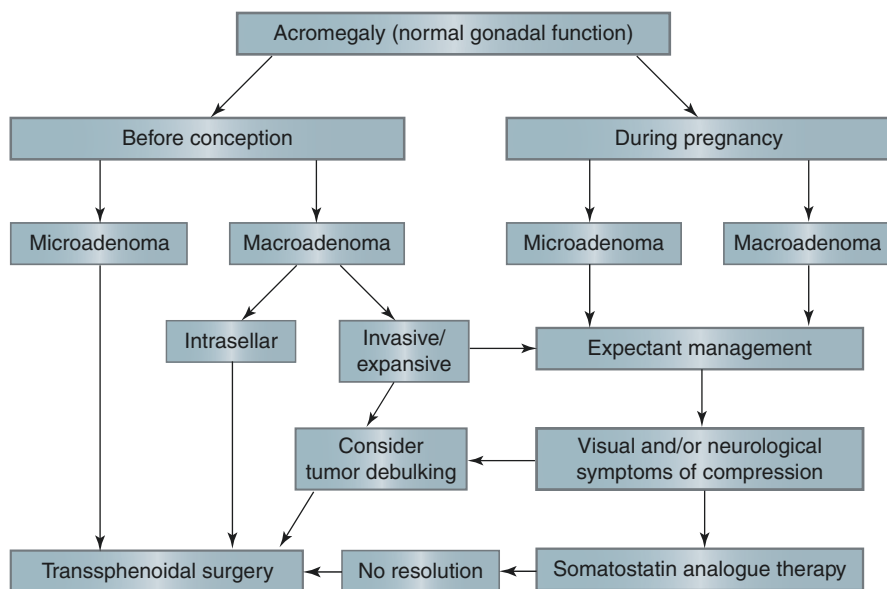 Acromegaly (normal gonadal function)
Before conception
During pregnancy
Microadenoma
Macroadenoma
Microadenoma
Macroadenoma
Intrasellar
Invasive/
expansive
Expectant management
Consider
tumor debulking
Visual and/or neurological
symptoms of compression
Transsphenoidal surgery
No resolution
Somatostatin analogue therapy